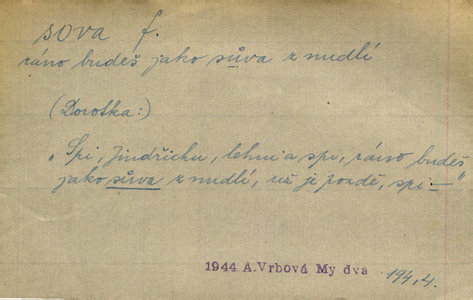 sova f.
ráno budeš jako sůva z nudlí
(Dorotka:)
„Spi, Jindřichu, lehni a spi, ráno budeš
jako sůva z nudlí, už je pozdě, spi —"
1944 A.Vrbová My dva 194,4.